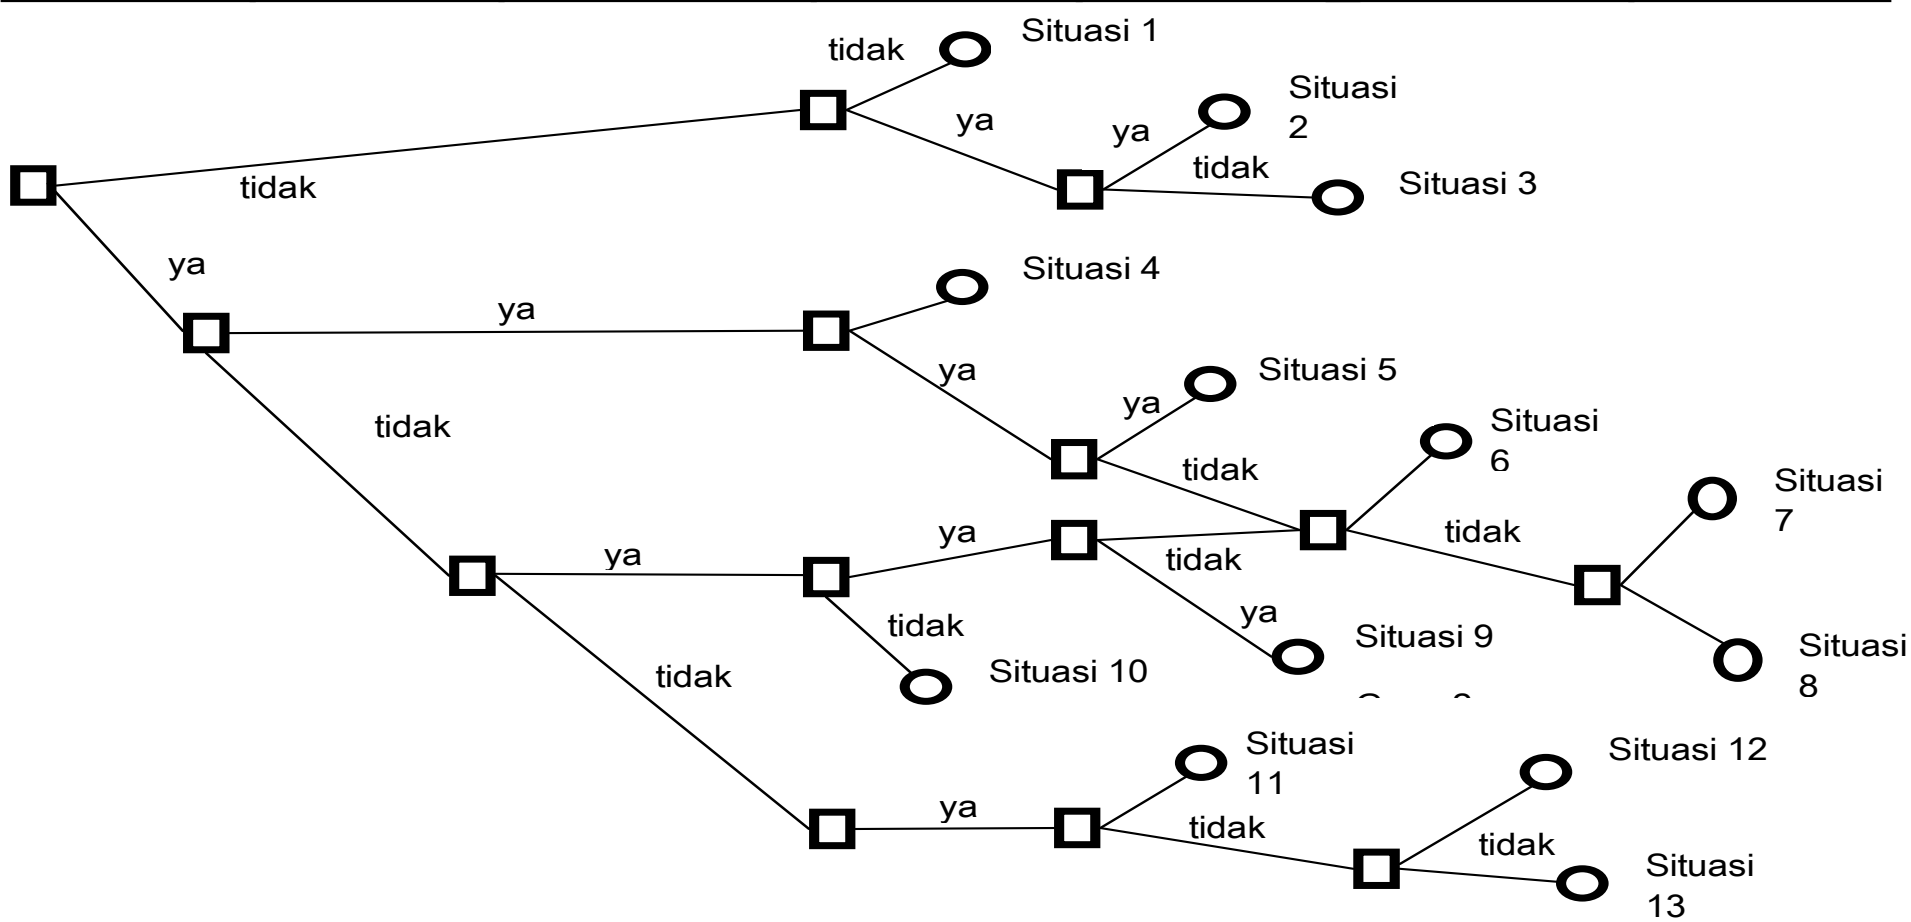 Situasi 1
tidak
Situasi
2
ya
ya
tidak
Situasi 3
tidak
ya
Situasi 4
ya
ya
Situasi 5
ya
Situasi
6
tidak
tidak
Situasi
7
tidak
ya
ya
tidak
ya
tidak
Situasi 9
Situasi
8
Situasi 10
tidak
Situasi
11
Situasi 12
ya
tidak
tidak
Situasi
13